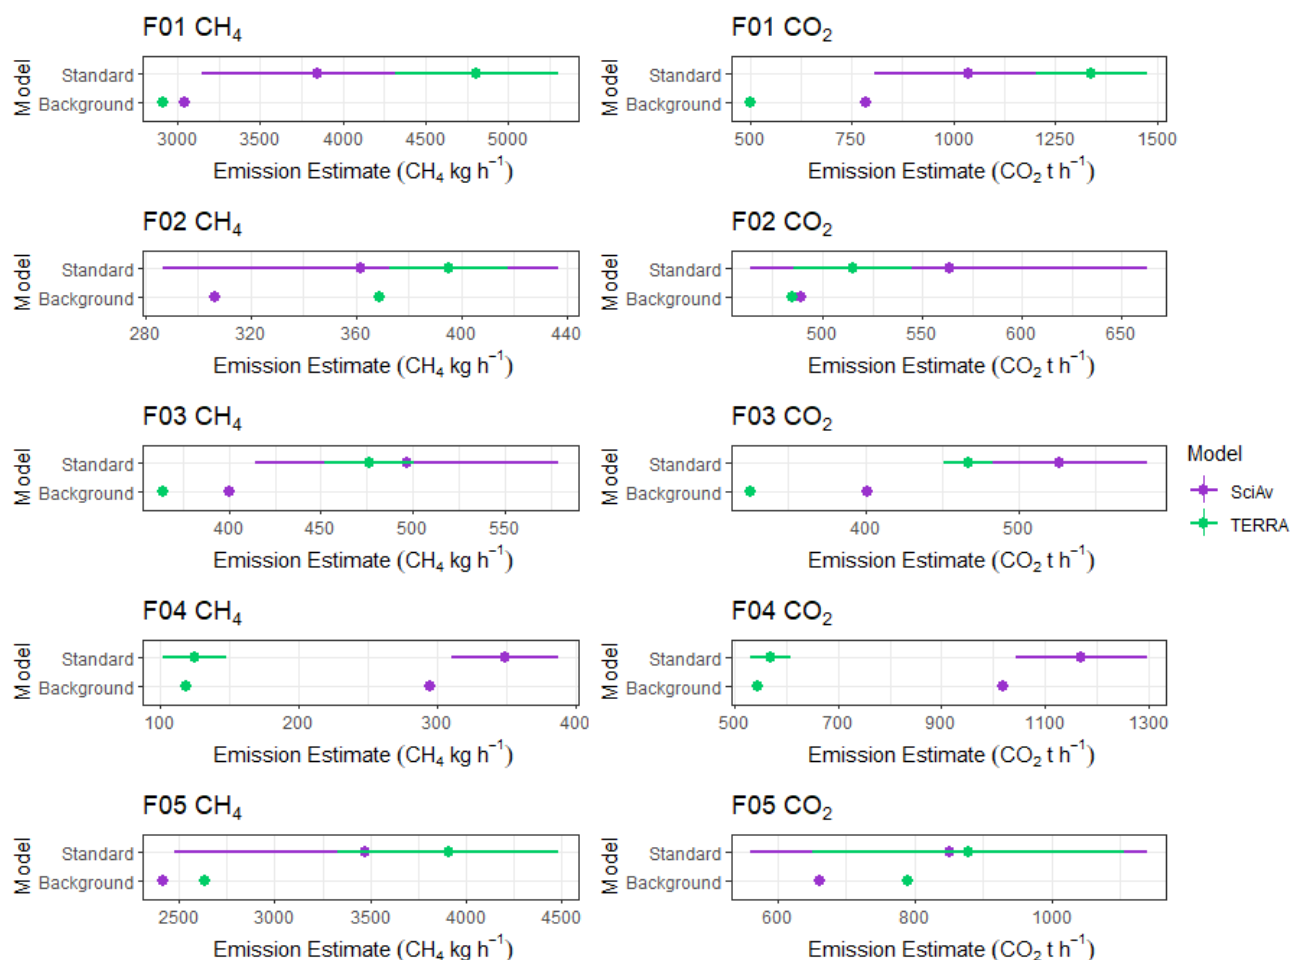 F01 CH₄
Model
Standard
Background
3000 3500 4000 4500 5000
Emission Estimate (CH₄ kg h⁻¹)
F01 CO₂
Model
Standard
Background
500 750 1000 1250 1500
Emission Estimate (CO₂ t h⁻¹)
F02 CH₄
Model
Standard
Background
280 320 360 400 440
Emission Estimate (CH₄ kg h⁻¹)
F02 CO₂
Model
Standard
Background
500 550 600 650
Emission Estimate (CO₂ t h⁻¹)
F03 CH₄
Model
Standard
Background
400 450 500 550
Emission Estimate (CH₄ kg h⁻¹)
F03 CO₂
Model
Standard
Background
400 500
Emission Estimate (CO₂ t h⁻¹)
Model
SciAv
TERRA
F04 CH₄
Model
Standard
Background
100 200 300 400
Emission Estimate (CH₄ kg h⁻¹)
F04 CO₂
Model
Standard
Background
500 700 900 1100 1300
Emission Estimate (CO₂ t h⁻¹)
F05 CH₄
Model
Standard
Background
2500 3000 3500 4000 4500
Emission Estimate (CH₄ kg h⁻¹)
F05 CO₂
Model
Standard
Background
600 800 1000
Emission Estimate (CO₂ t h⁻¹)